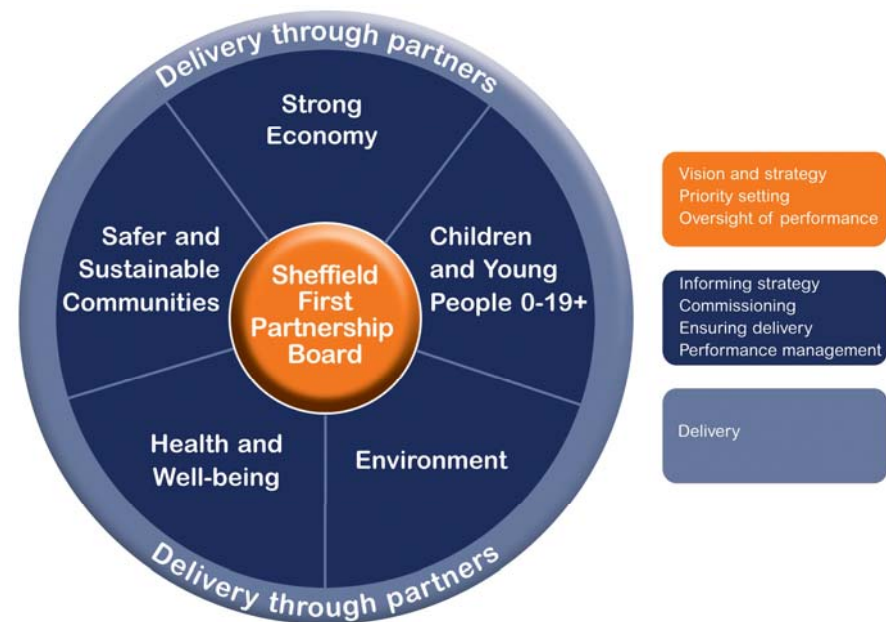 Delivery through partners
Strong
Economy
Safer and
Sustainable
Communities
Sheffield
First
Partnership
Board
Children
and Young
People 0-19+
Health and
Well-being
Environment
Delivery through partners
Vision and strategy
Priority setting
Oversight of performance
Informing strategy
Commissioning
Ensuring delivery
Performance management
Delivery